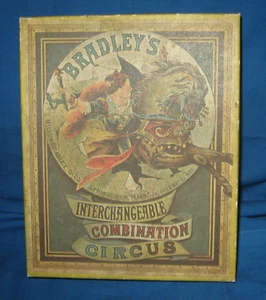 BRADLEY'S
INTERCHANGEABLE
COMBINATION
CIRCUS